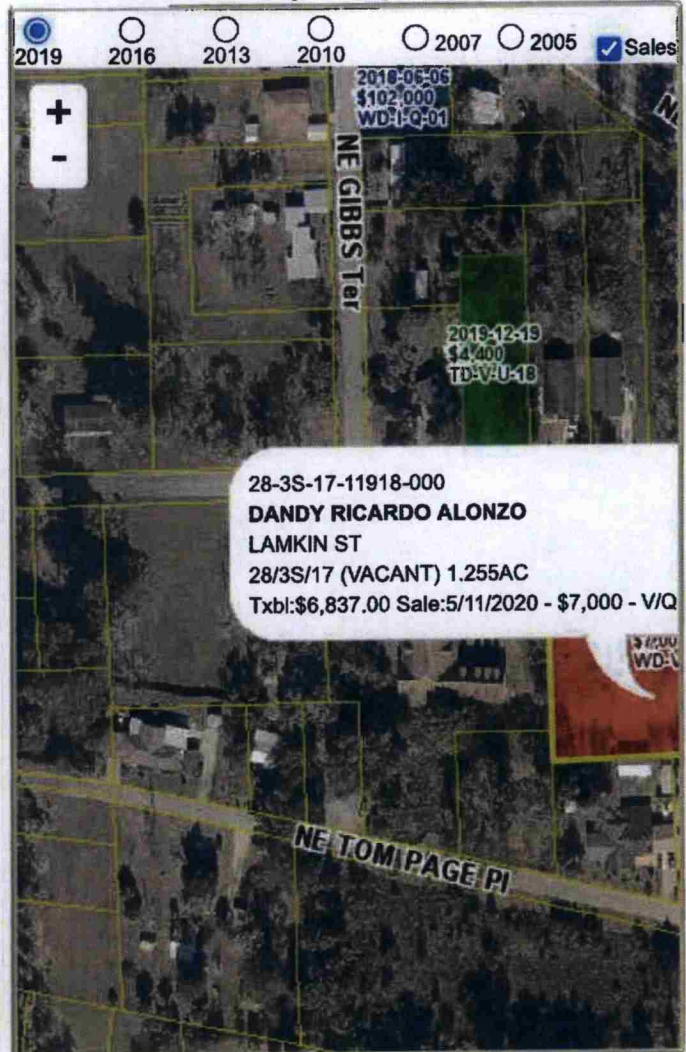 2019 2016 2013 2010 2007 2005 Sales
+
-
2018-06-06
$102,000
WD-I-Q-01
NE GIBBS Ter
2019-12-19
$4,400
TD-V-U-18
28-3S-17-11918-000
DANDY RICARDO ALONZO
LAMKIN ST
28/3S/17 (VACANT) 1.255AC
Txbl:$6,837.00 Sale:5/11/2020 - $7,000 - V/Q
WD-V
NE TOM PAGE Pl